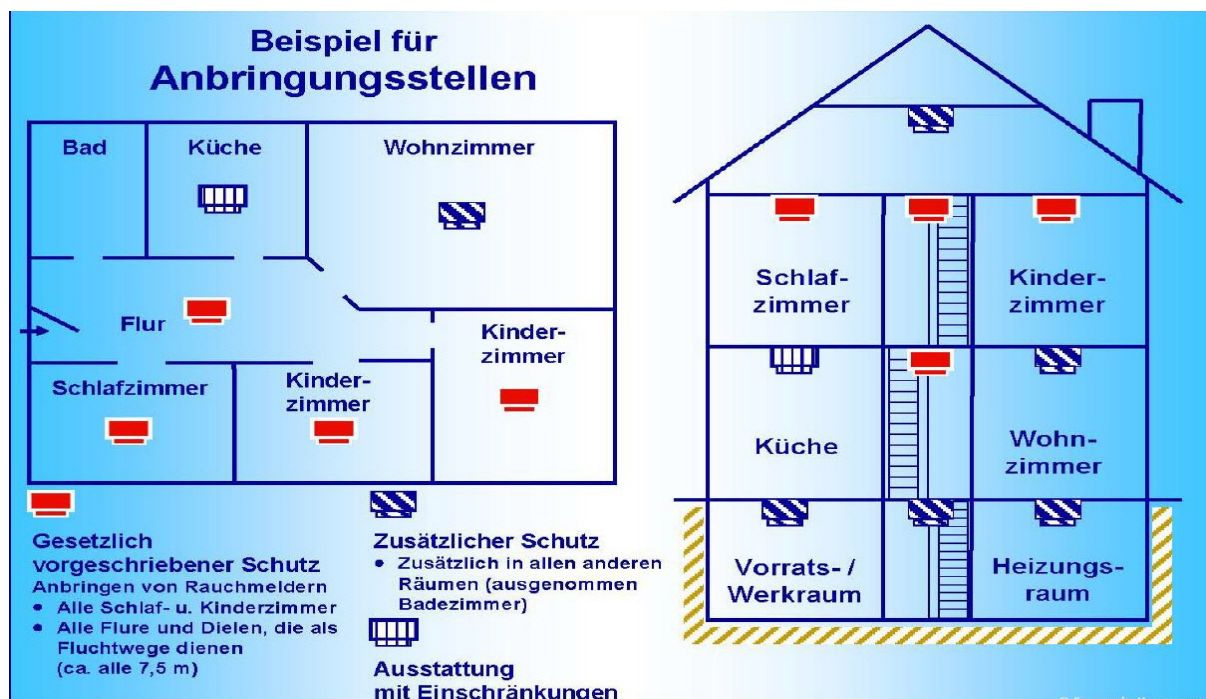 Beispiel für
Anbringungsstellen
Bad
Küche
Wohnzimmer
Flur
Kinder-
zimmer
Schlafzimmer
Kinder-
zimmer
Gesetzlich
vorgeschriebener Schutz
Anbringen von Rauchmeldern
• Alle Schlaf- u. Kinderzimmer
• Alle Flure und Dielen, die als
Fluchtwege dienen
(ca. alle 7,5 m)
Zusätzlicher Schutz
• Zusätzlich in allen anderen
Räumen (ausgenommen
Badezimmer)
Ausstattung
mit Einschränkungen
Schlaf-
zimmer
Kinder-
zimmer
Küche
Wohn-
zimmer
Vorrats- /
Werkraum
Heizungs-
raum